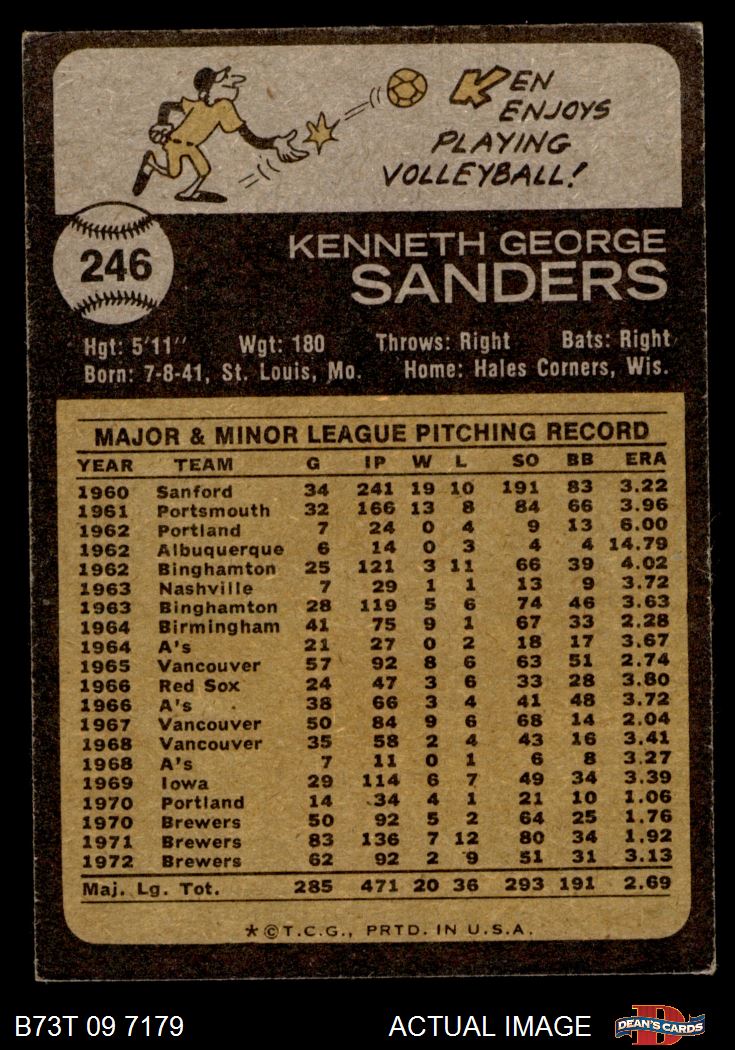 KEN
ENJOYS
PLAYING
VOLLEYBALL!
246
KENNETH GEORGE
SANDERS
Hgt: 5'11" Wgt: 180 Throws: Right Bats: Right
Born: 7-8-41, St. Louis, Mo. Home: Hales Corners, Wis.
MAJOR & MINOR LEAGUE PITCHING RECORD
YEAR TEAM G IP W L SO BB ERA
1960 Sanford 34 241 19 10 191 83 3.22
1961 Portsmouth 32 166 13 8 84 66 3.96
1962 Portland 7 24 0 4 9 13 6.00
1962 Albuquerque 6 14 0 3 4 4 14.79
1962 Binghamton 25 121 3 11 66 39 4.02
1963 Nashville 7 29 1 1 13 9 3.72
1963 Binghamton 28 119 5 6 74 46 3.63
1964 Birmingham 41 75 9 1 67 33 2.28
1964 A's 21 27 0 2 18 17 3.67
1965 Vancouver 57 92 8 6 63 51 2.74
1966 Red Sox 24 47 3 6 33 28 3.80
1966 A's 38 66 3 4 41 48 3.72
1967 Vancouver 50 84 9 6 68 14 2.04
1968 Vancouver 35 58 2 4 43 16 3.41
1968 A's 7 11 0 1 6 8 3.27
1969 Iowa 29 114 6 7 49 34 3.39
1970 Portland 14 34 4 1 21 10 1.06
1970 Brewers 50 92 5 2 64 25 1.76
1971 Brewers 83 136 7 12 80 34 1.92
1972 Brewers 62 92 2 9 51 31 3.13
Maj. Lg. Tot. 285 471 20 36 293 191 2.69
*©T.C.G., PRTD. IN U.S.A.
B73T 09 7179 ACTUAL IMAGE D DEAN'S CARDS